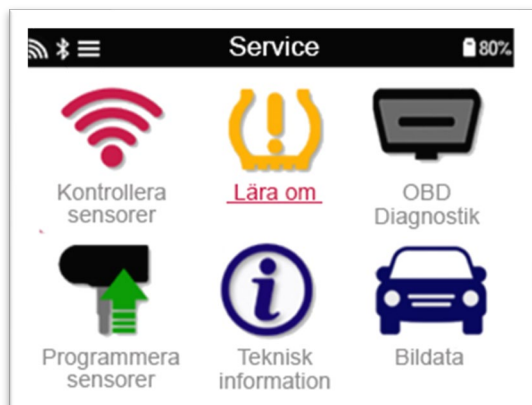 Service
80%
Kontrollera
sensorer
Lära om
OBD
Diagnostik
Programmera
sensorer
Teknisk
information
Bildata